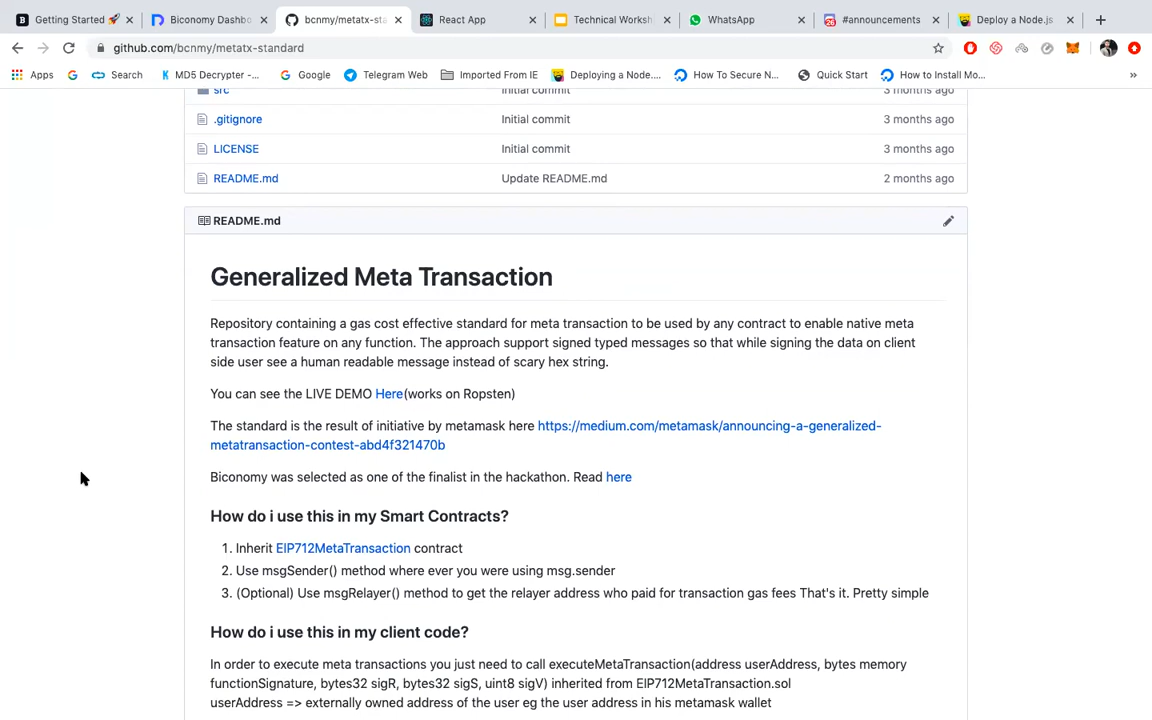 Getting Started 🚀 Biconomy Dashbo bcnmy/metatx-sta React App Technical Worksh WhatsApp #announcements Deploy a Node.js
github.com/bcnmy/metatx-standard
Apps Search MD5 Decrypter -... Google Telegram Web Imported From IE Deploying a Node.... How To Secure N... Quick Start How to Install Mo... »
src Initial commit 3 months ago
.gitignore Initial commit 3 months ago
LICENSE Initial commit 3 months ago
README.md Update README.md 2 months ago
README.md
Generalized Meta Transaction
Repository containing a gas cost effective standard for meta transaction to be used by any contract to enable native meta
transaction feature on any function. The approach support signed typed messages so that while signing the data on client
side user see a human readable message instead of scary hex string.
You can see the LIVE DEMO Here(works on Ropsten)
The standard is the result of initiative by metamask here https://medium.com/metamask/announcing-a-generalized-
metatransaction-contest-abd4f321470b
Biconomy was selected as one of the finalist in the hackathon. Read here
How do i use this in my Smart Contracts?
1. Inherit EIP712MetaTransaction contract
2. Use msgSender() method where ever you were using msg.sender
3. (Optional) Use msgRelayer() method to get the relayer address who paid for transaction gas fees That's it. Pretty simple
How do i use this in my client code?
In order to execute meta transactions you just need to call executeMetaTransaction(address userAddress, bytes memory
functionSignature, bytes32 sigR, bytes32 sigS, uint8 sigV) inherited from EIP712MetaTransaction.sol
userAddress => externally owned address of the user eg the user address in his metamask wallet